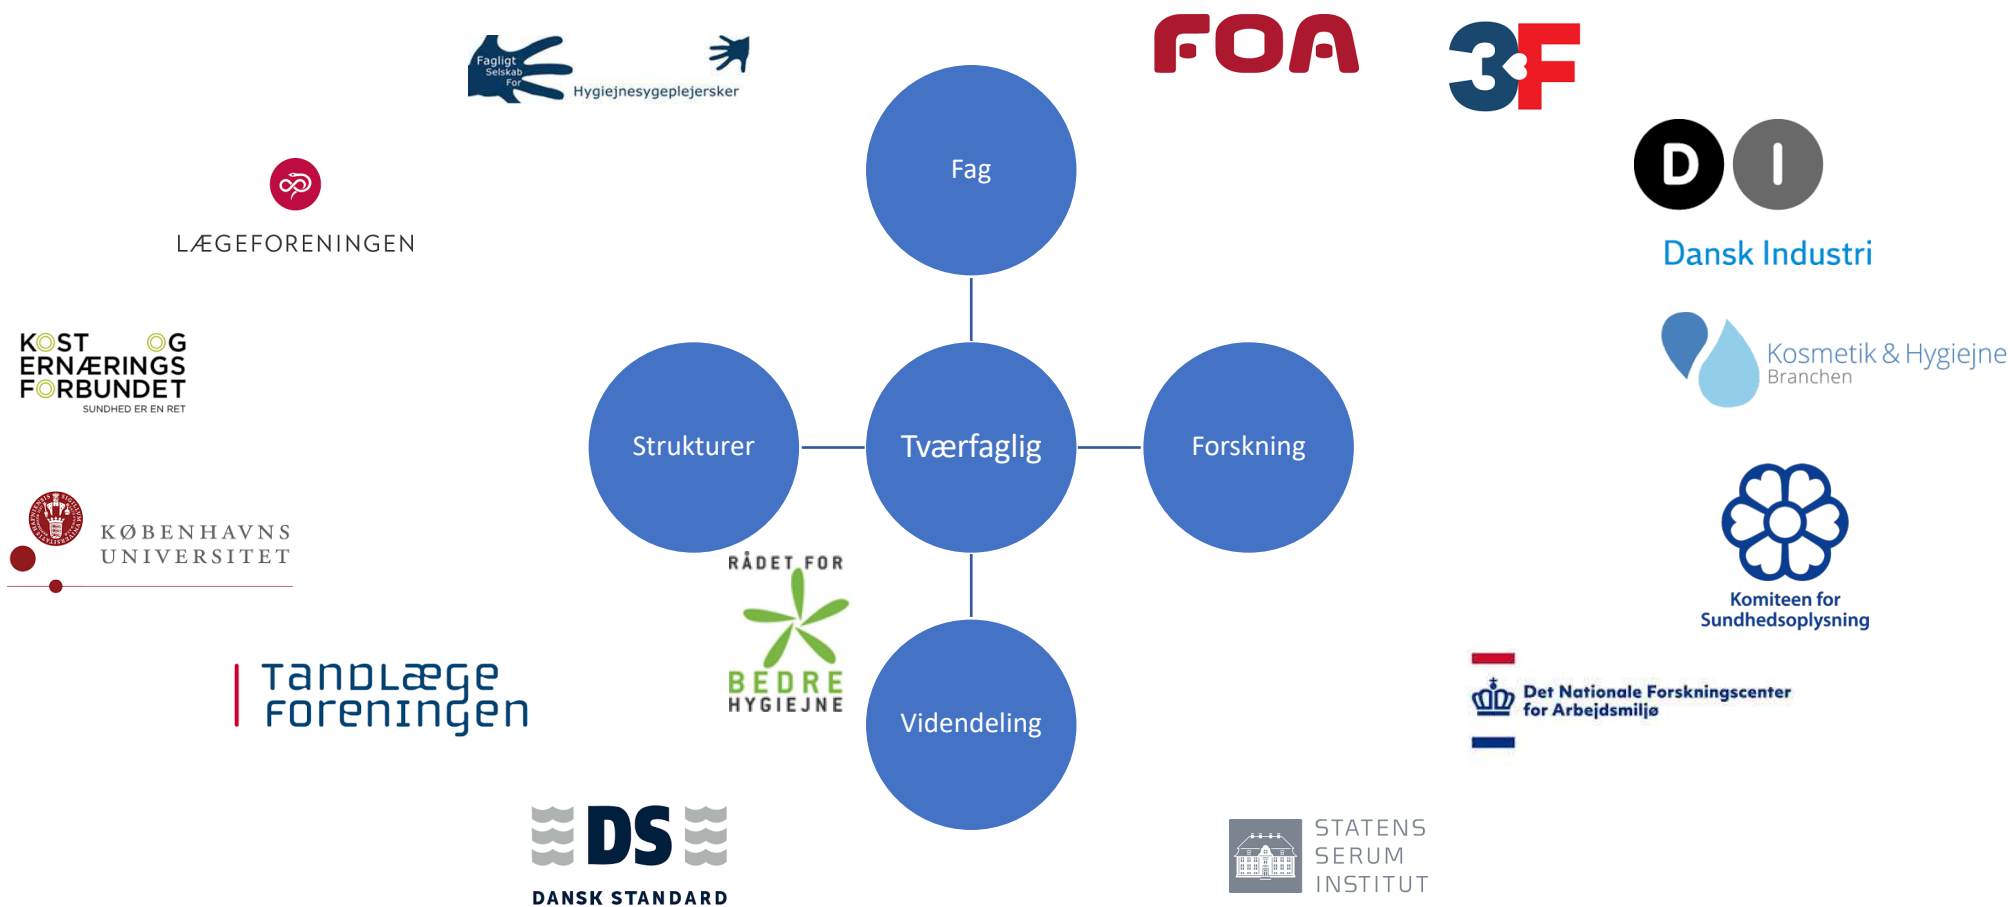 Fagligt
Selskab
For
Hygiejnesygeplejersker
FOA
3F
D I
Dansk Industri
Fag
LÆGEFORENINGEN
KOST OG
ERNÆRINGS
FORBUNDET
SUNDHED ER EN RET
Kosmetik & Hygiejne
Branchen
Strukturer
Tværfaglig
Forskning
KØBENHAVNS
UNIVERSITET
RÅDET FOR
BEDRE
HYGIEJNE
Komiteen for
Sundhedsoplysning
TANDLÆGE
FORENINGEN
Videndeling
Det Nationale Forskningscenter
for Arbejdsmiljø
DS
DANSK STANDARD
STATENS
SERUM
INSTITUT